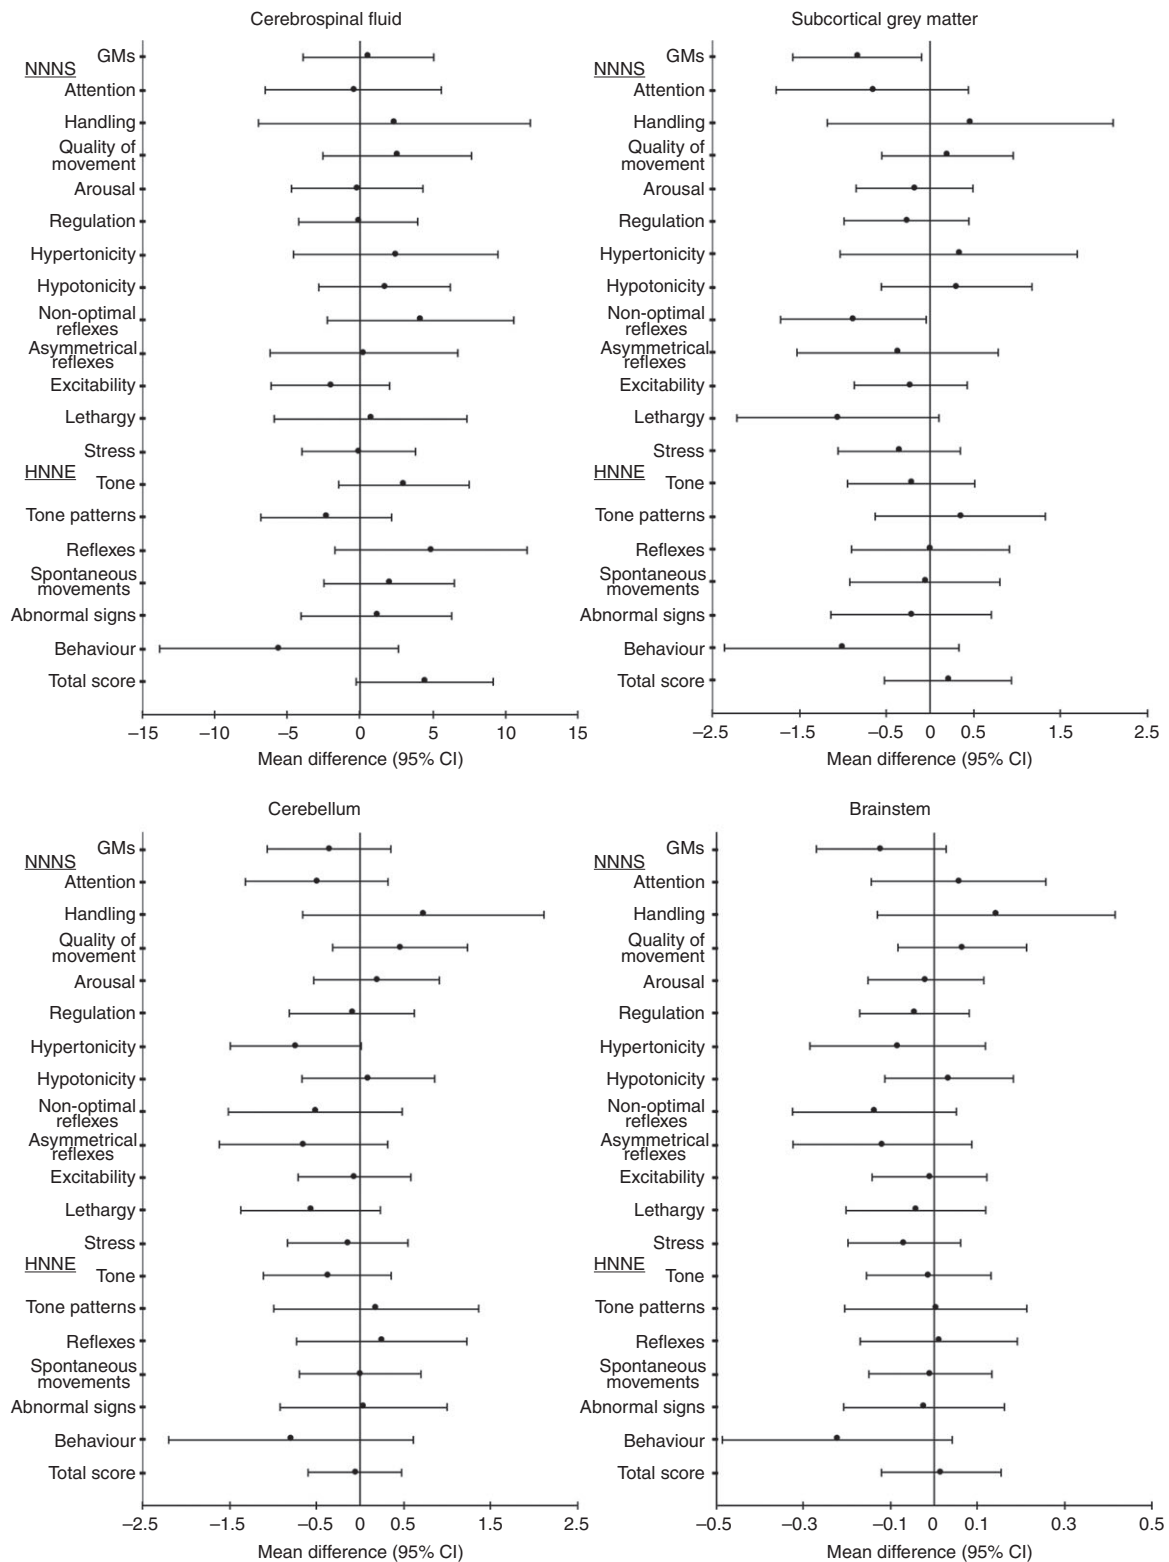 Cerebrospinal fluid
GMs
NNNS
Attention
Handling
Quality of
movement
Arousal
Regulation
Hypertonicity
Hypotonicity
Non-optimal
reflexes
Asymmetrical
reflexes
Excitability
Lethargy
Stress
HNNE
Tone
Tone patterns
Reflexes
Spontaneous
movements
Abnormal signs
Behaviour
Total score
–15 –10 –5 0 5 10 15
Mean difference (95% CI)
Subcortical grey matter
GMs
NNNS
Attention
Handling
Quality of
movement
Arousal
Regulation
Hypertonicity
Hypotonicity
Non-optimal
reflexes
Asymmetrical
reflexes
Excitability
Lethargy
Stress
HNNE
Tone
Tone patterns
Reflexes
Spontaneous
movements
Abnormal signs
Behaviour
Total score
–2.5 –1.5 –0.5 0 0.5 1.5 2.5
Mean difference (95% CI)
Cerebellum
GMs
NNNS
Attention
Handling
Quality of
movement
Arousal
Regulation
Hypertonicity
Hypotonicity
Non-optimal
reflexes
Asymmetrical
reflexes
Excitability
Lethargy
Stress
HNNE
Tone
Tone patterns
Reflexes
Spontaneous
movements
Abnormal signs
Behaviour
Total score
–2.5 –1.5 –0.5 0 0.5 1.5 2.5
Mean difference (95% CI)
Brainstem
GMs
NNNS
Attention
Handling
Quality of
movement
Arousal
Regulation
Hypertonicity
Hypotonicity
Non-optimal
reflexes
Asymmetrical
reflexes
Excitability
Lethargy
Stress
HNNE
Tone
Tone patterns
Reflexes
Spontaneous
movements
Abnormal signs
Behaviour
Total score
–0.5 –0.3 –0.1 0 0.1 0.3 0.5
Mean difference (95% CI)